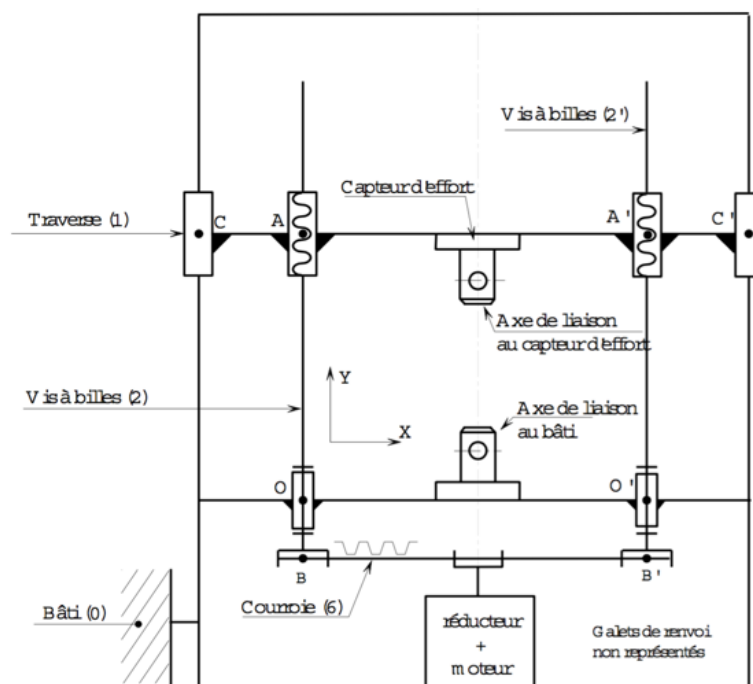 Vis à billes (2')
Capteur d'effort
Traverse (1)
C
A
A'
C'
Axe de liaison
au capteur d'effort
Y
X
Vis à billes (2)
Axe de liaison
au bâti
O
O'
B
B'
Courroie (6)
Bâti (0)
réducteur
+
moteur
Galets de renvoi
non représentés